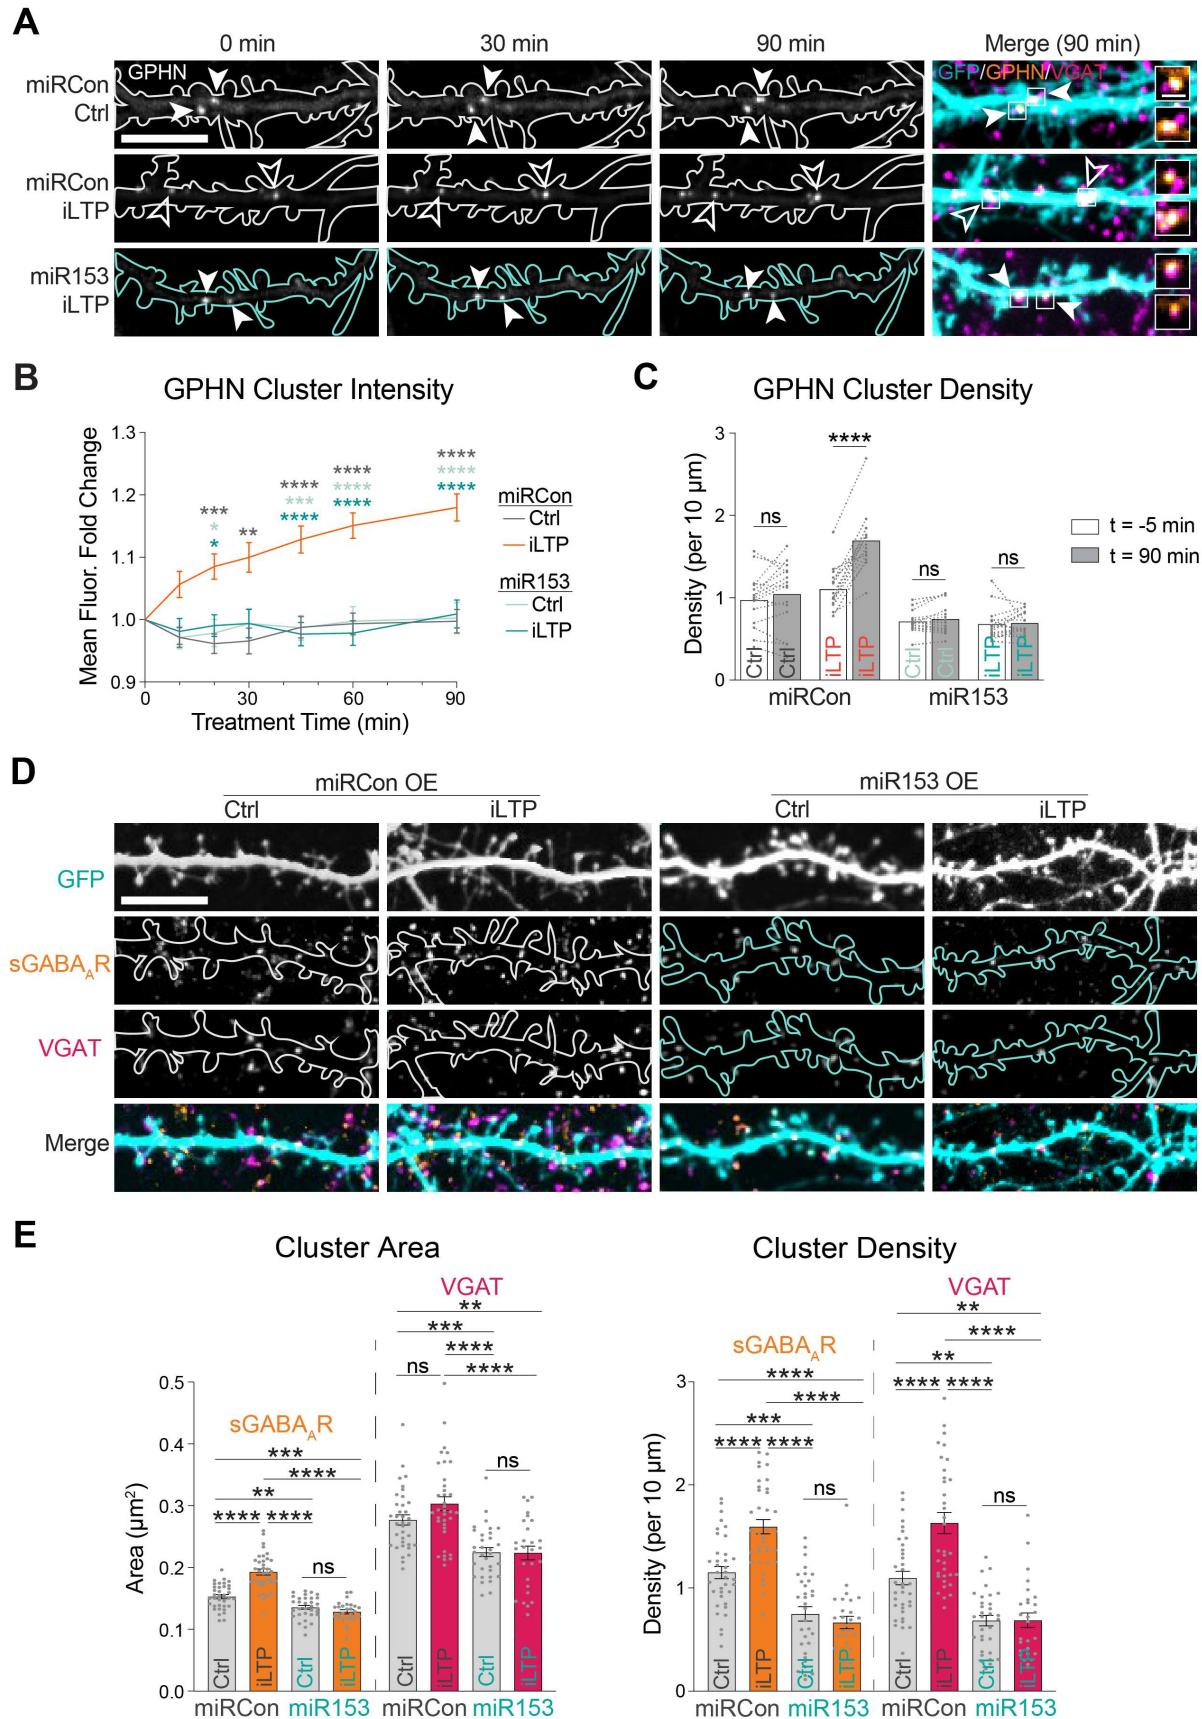 A
0 min
30 min
90 min
Merge (90 min)
miRCon
Ctrl
GPHN
GFP/GPHN/VGAT
miRCon
iLTP
miR153
iLTP
B
GPHN Cluster Intensity
Mean Fluor. Fold Change
1.3
1.2
1.1
1.0
0.9
0
30
60
90
Treatment Time (min)
***
*
*
**
****
***
****
****
****
****
****
****
****
miRCon
Ctrl
iLTP
miR153
Ctrl
iLTP
C
GPHN Cluster Density
Density (per 10 µm)
3
2
1
0
ns
****
ns
ns
Ctrl
Ctrl
iLTP
iLTP
Ctrl
Ctrl
iLTP
iLTP
miRCon
miR153
t = -5 min
t = 90 min
D
miRCon OE
miR153 OE
Ctrl
iLTP
Ctrl
iLTP
GFP
sGABAAR
VGAT
Merge
E
Cluster Area
VGAT
**
***
****
ns
****
sGABAAR
***
****
**
****
****
ns
ns
Area (µm²)
0.5
0.4
0.3
0.2
0.1
0.0
Ctrl
iLTP
Ctrl
iLTP
Ctrl
iLTP
Ctrl
iLTP
miRCon
miR153
miRCon
miR153
Cluster Density
VGAT
**
****
**
****
****
sGABAAR
****
****
***
****
****
ns
ns
Density (per 10 µm)
3
2
1
0
Ctrl
iLTP
Ctrl
iLTP
Ctrl
iLTP
Ctrl
iLTP
miRCon
miR153
miRCon
miR153